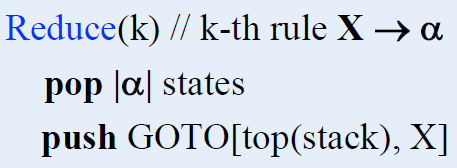 Reduce(k) // k-th rule X → α
pop |α| states
push GOTO[top(stack), X]